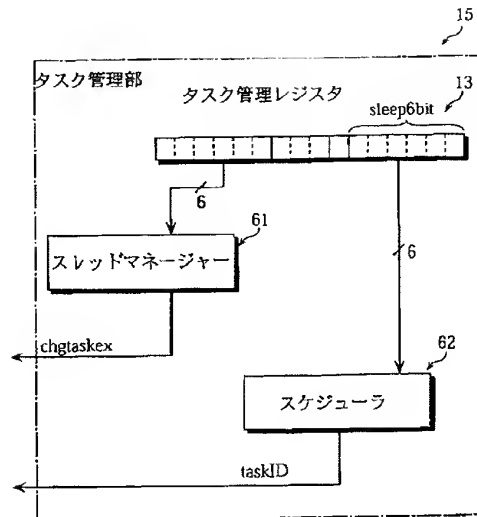 15
タスク管理部
タスク管理レジスタ
13
sleep6bit
6
61
スレッドマネージャー
6
chgtaskex
62
スケジューラ
taskID